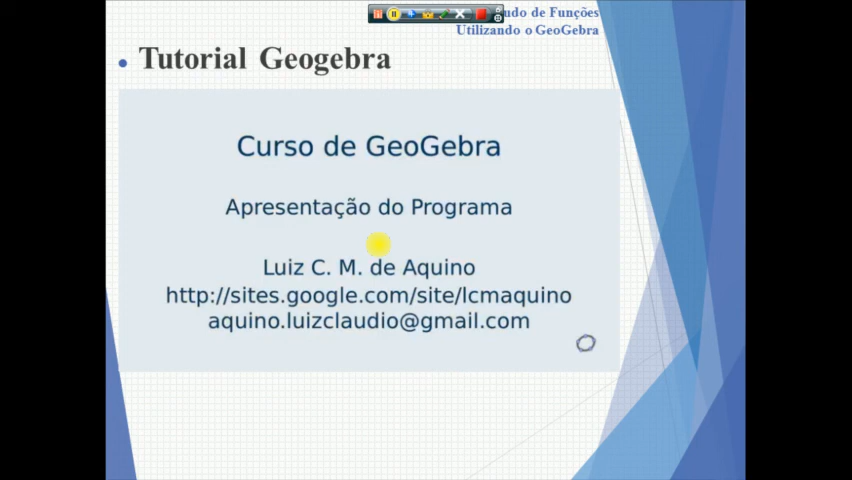 de Funções
Utilizando o GeoGebra
Tutorial Geogebra
Curso de GeoGebra
Apresentação do Programa
Luiz C. M. de Aquino
http://sites.google.com/site/lcmaquino
aquino.luizclaudio@gmail.com